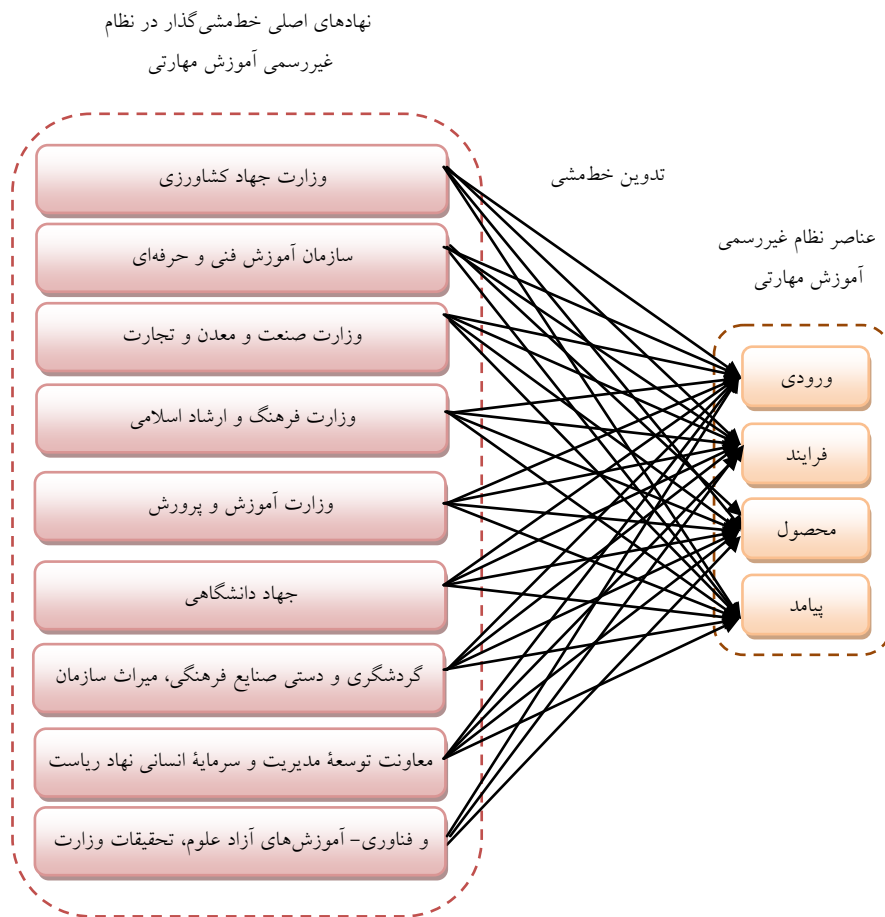 نهادهای اصلی خط‌مشی‌گذار در نظام
غیررسمی آموزش مهارتی
وزارت جهاد کشاورزی
سازمان آموزش فنی و حرفه‌ای
وزارت صنعت و معدن و تجارت
وزارت فرهنگ و ارشاد اسلامی
وزارت آموزش و پرورش
جهاد دانشگاهی
گردشگری و دستی صنایع فرهنگی، میراث سازمان
معاونت توسعۀ مدیریت و سرمایۀ انسانی نهاد ریاست
و فناوری- آموزش‌های آزاد علوم، تحقیقات وزارت
تدوین خط‌مشی
عناصر نظام غیررسمی
آموزش مهارتی
ورودی
فرایند
محصول
پیامد